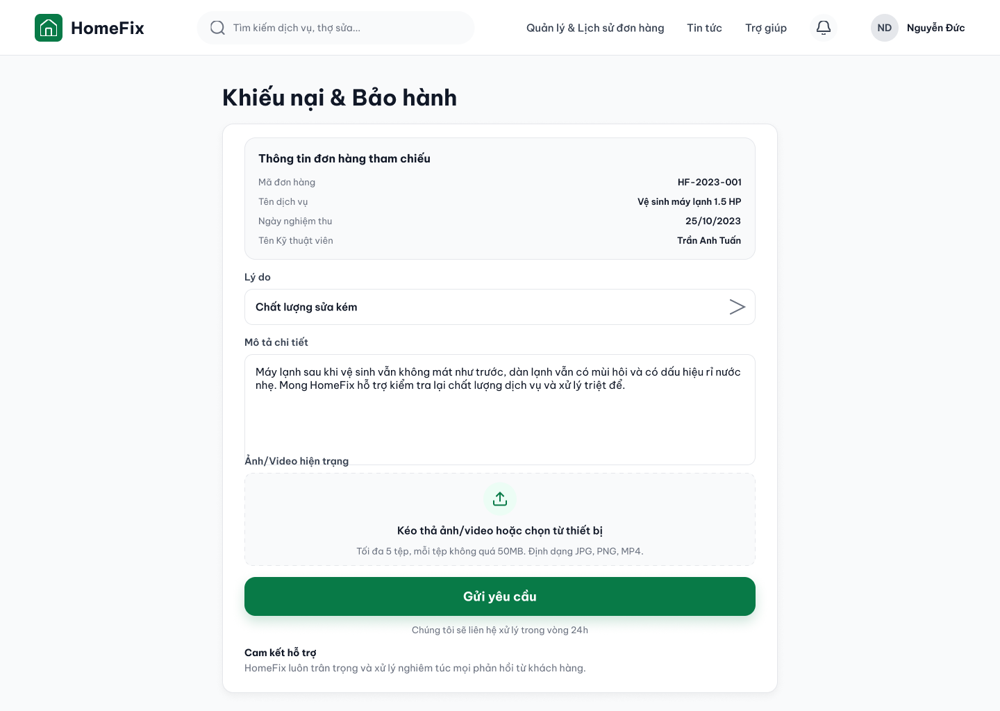 HomeFix
Tìm kiếm dịch vụ, thợ sửa...
Quản lý & Lịch sử đơn hàng
Tin tức
Trợ giúp
ND
Nguyễn Đức
Khiếu nại & Bảo hành
Thông tin đơn hàng tham chiếu
Mã đơn hàng
HF-2023-001
Tên dịch vụ
Vệ sinh máy lạnh 1.5 HP
Ngày nghiệm thu
25/10/2023
Tên Kỹ thuật viên
Trần Anh Tuấn
Lý do
Chất lượng sửa kém
Mô tả chi tiết
Máy lạnh sau khi vệ sinh vẫn không mát như trước, dàn lạnh vẫn có mùi hôi và có dấu hiệu rỉ nước
nhẹ. Mong HomeFix hỗ trợ kiểm tra lại chất lượng dịch vụ và xử lý triệt để.
Ảnh/Video hiện trạng
Kéo thả ảnh/video hoặc chọn từ thiết bị
Tối đa 5 tệp, mỗi tệp không quá 50MB. Định dạng JPG, PNG, MP4.
Gửi yêu cầu
Chúng tôi sẽ liên hệ xử lý trong vòng 24h
Cam kết hỗ trợ
HomeFix luôn trân trọng và xử lý nghiêm túc mọi phản hồi từ khách hàng.